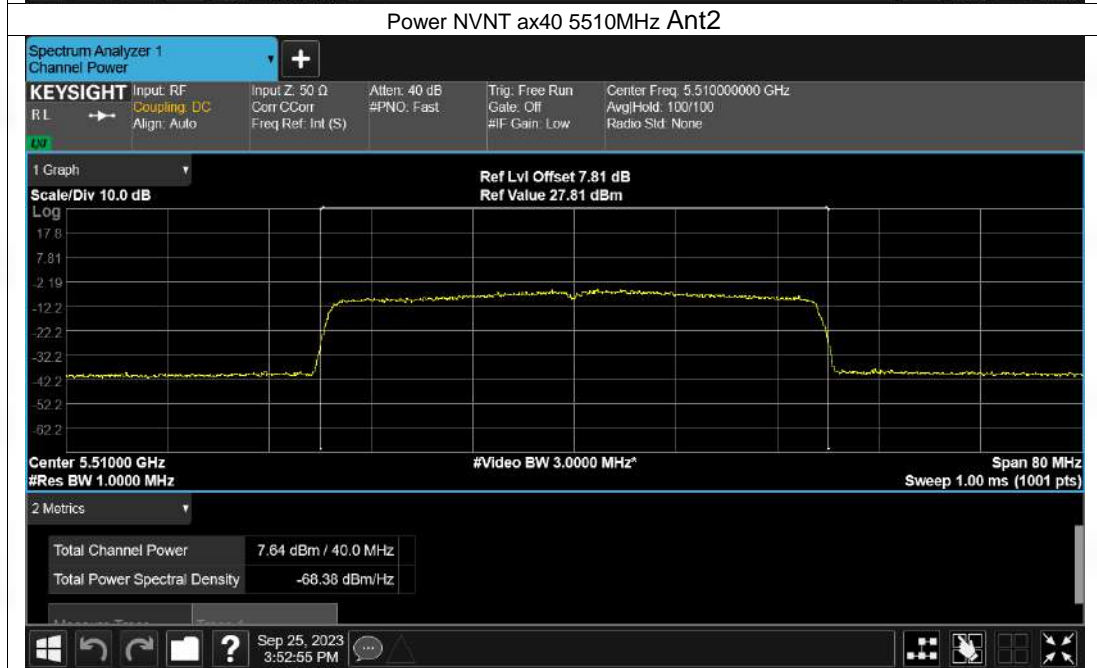 Power NVNT ax40 5510MHz Ant2
Spectrum Analyzer 1
Channel Power
KEYSIGHT
RL
Input: RF
Coupling: DC
Align: Auto
Input Z: 50 Ω
Corr CCorr
Freq Ref: Int (S)
Atten: 40 dB
#PNO: Fast
Trig: Free Run
Gate: Off
#IF Gain: Low
Center Freq: 5.510000000 GHz
Avg|Hold: 100/100
Radio Std: None
LXI
1 Graph
Scale/Div 10.0 dB
Ref Lvl Offset 7.81 dB
Ref Value 27.81 dBm
Log
17.8
7.81
-2.19
-12.2
-22.2
-32.2
-42.2
-52.2
-62.2
Center 5.51000 GHz
#Video BW 3.0000 MHz*
Span 80 MHz
#Res BW 1.0000 MHz
Sweep 1.00 ms (1001 pts)
2 Metrics
Total Channel Power 7.64 dBm / 40.0 MHz
Total Power Spectral Density -68.38 dBm/Hz
?
Sep 25, 2023
3:52:55 PM